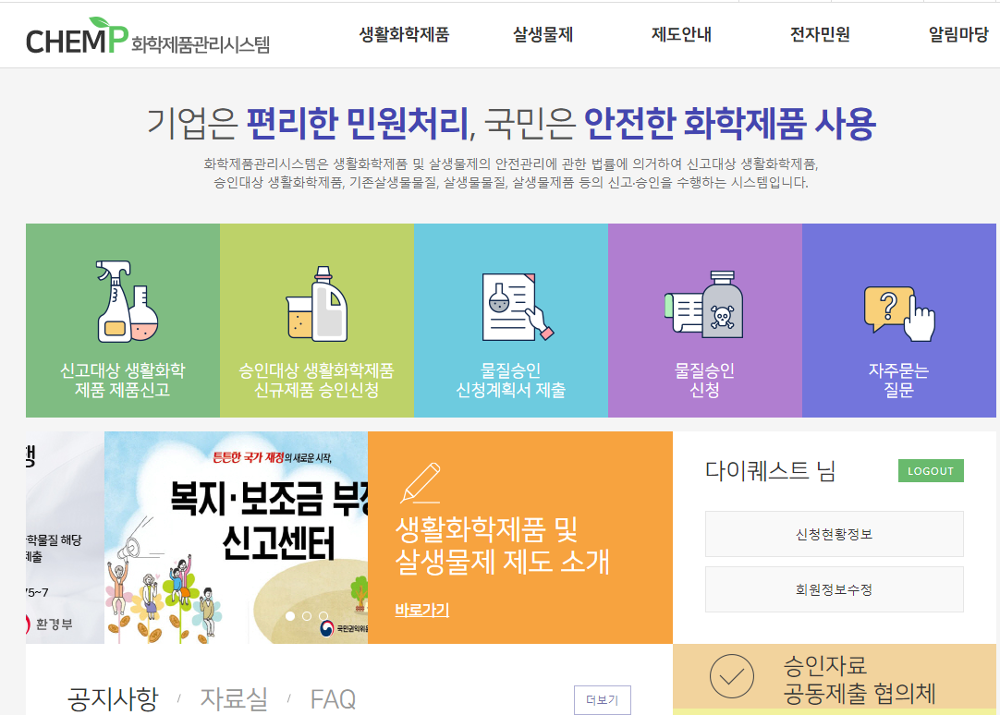 CHEMP 화학제품관리시스템
생활화학제품 살생물제 제도안내 전자민원 알림마당
기업은 편리한 민원처리, 국민은 안전한 화학제품 사용
화학제품관리시스템은 생활화학제품 및 살생물제의 안전관리에 관한 법률에 의거하여 신고대상 생활화학제품,
승인대상 생활화학제품, 기존살생물물질, 살생물물질, 살생물제품 등의 신고·승인을 수행하는 시스템입니다.
신고대상 생활화학
제품 제품신고
승인대상 생활화학제품
신규제품 승인신청
물질승인
신청계획서 제출
물질승인
신청
자주묻는
질문
학물질 해당
제출
75~7
환경부
튼튼한 국가 재정의 새로운 시작,
복지·보조금 부정
신고센터
국민권익위원
생활화학제품 및
살생물제 제도 소개
바로가기
다이퀘스트 님
LOGOUT
신청현황정보
회원정보수정
승인자료
공동제출 협의체
공지사항 / 자료실 / FAQ
더보기